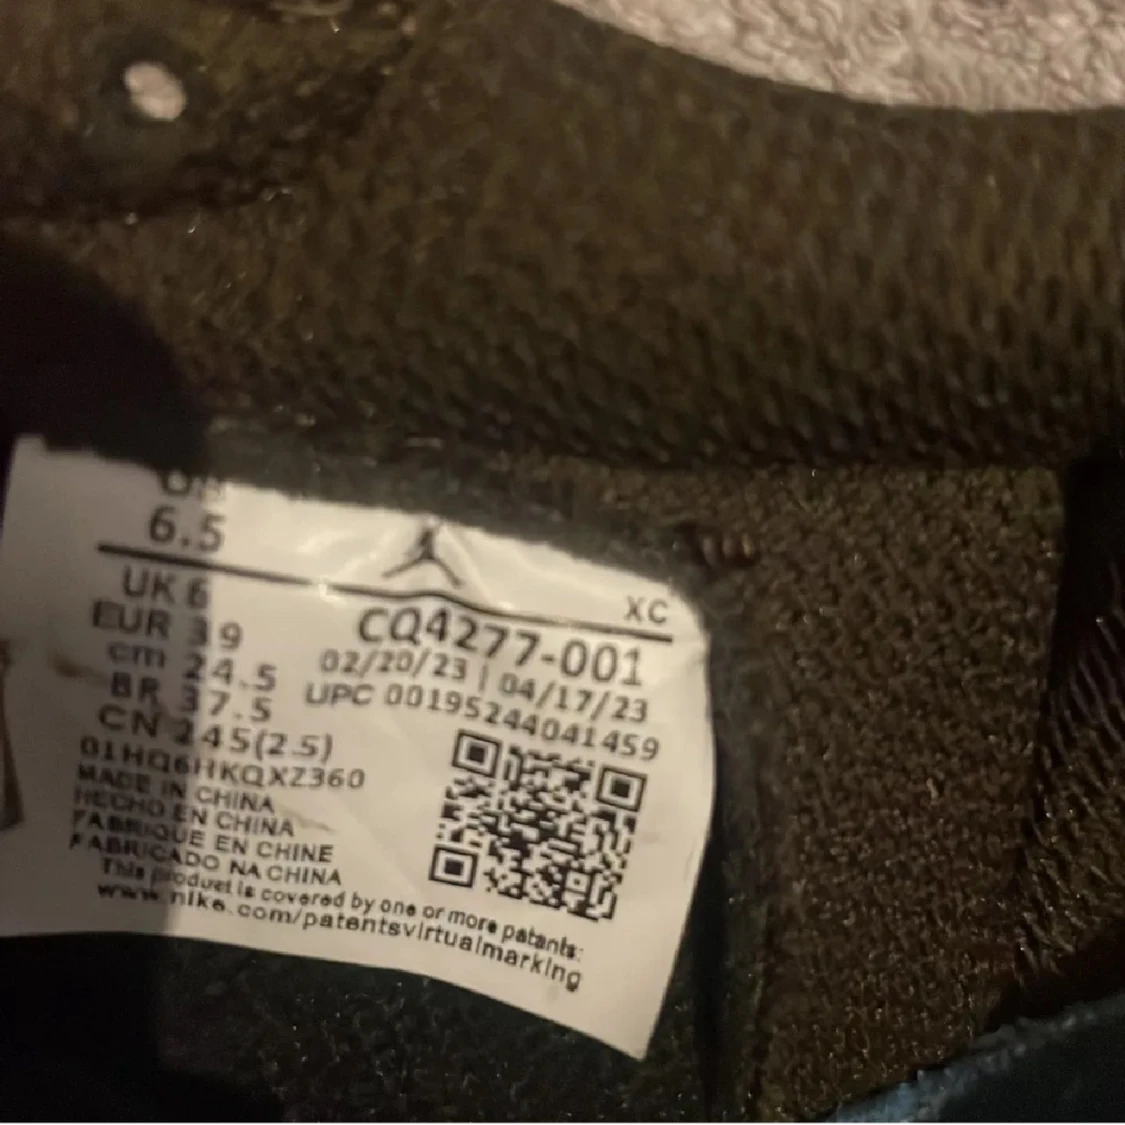 6.5
UK 6
EUR 39
cm 24.5
BR 37.5
CN 245(2.5)
XC
CQ4277-001
02/20/23 | 04/17/23
UPC 00195244041459
01HQ6HKQXZ360
MADE IN CHINA
HECHO EN CHINA
FABRIQUE EN CHINE
FABRICADO NA CHINA
This product is covered by one or more patents:
www.nike.com/patentsvirtualmarking